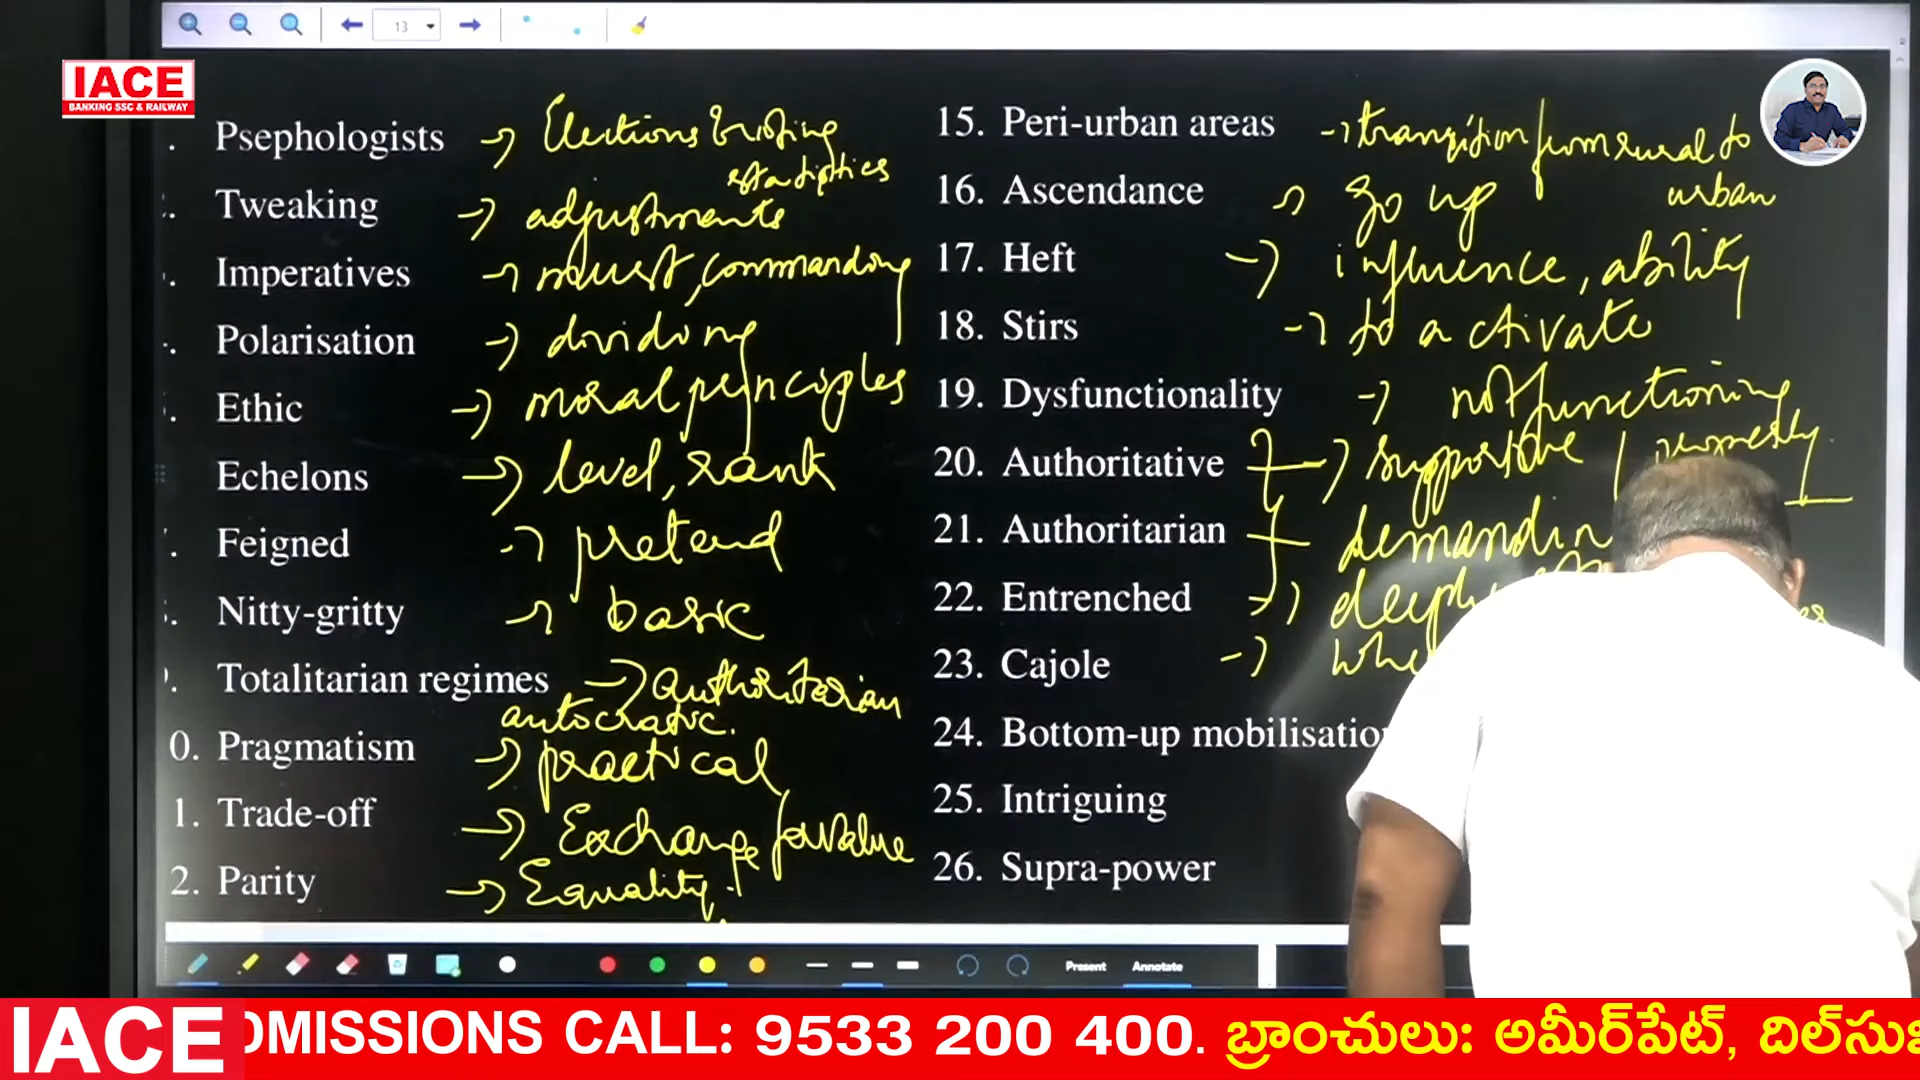 13
IACE
BANKING SSC & RAILWAY
. Psephologists → Elections & voting
statistics
. Tweaking → adjustments
. Imperatives → must, commanding
. Polarisation → dividing
. Ethic → moral principles
Echelons → level, rank
. Feigned → pretend
. Nitty-gritty → basic
. Totalitarian regimes → authoritarian
autocratic.
0. Pragmatism → practical
1. Trade-off → Exchange for value
2. Parity → Equality.
15. Peri-urban areas → transition from rural to
urban
16. Ascendance → go up
17. Heft → influence, ability
18. Stirs → to activate
19. Dysfunctionality → not functioning
properly.
20. Authoritative → supportive
21. Authoritarian demandin
22. Entrenched →
23. Cajole →
24. Bottom-up mobilisatio
25. Intriguing
26. Supra-power
Present Annotate
IACE DMISSIONS CALL: 9533 200 400. బ్రాంచులు: అమీర్‌పేట్, దిల్‌సుఖ